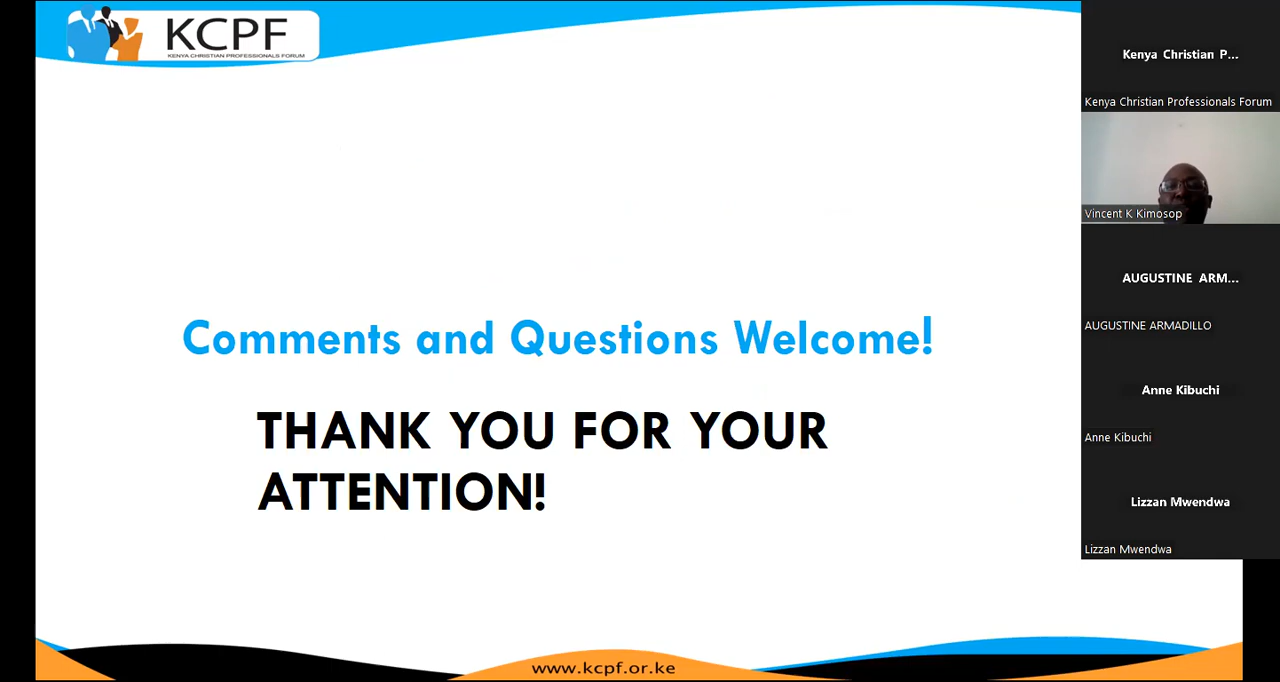 KCPF
KENYA CHRISTIAN PROFESSIONALS FORUM
Comments and Questions Welcome!
THANK YOU FOR YOUR
ATTENTION!
www.kcpf.or.ke
Kenya Christian P...
Kenya Christian Professionals Forum
Vincent K Kimosop
AUGUSTINE ARM...
AUGUSTINE ARMADILLO
Anne Kibuchi
Anne Kibuchi
Lizzan Mwendwa
Lizzan Mwendwa